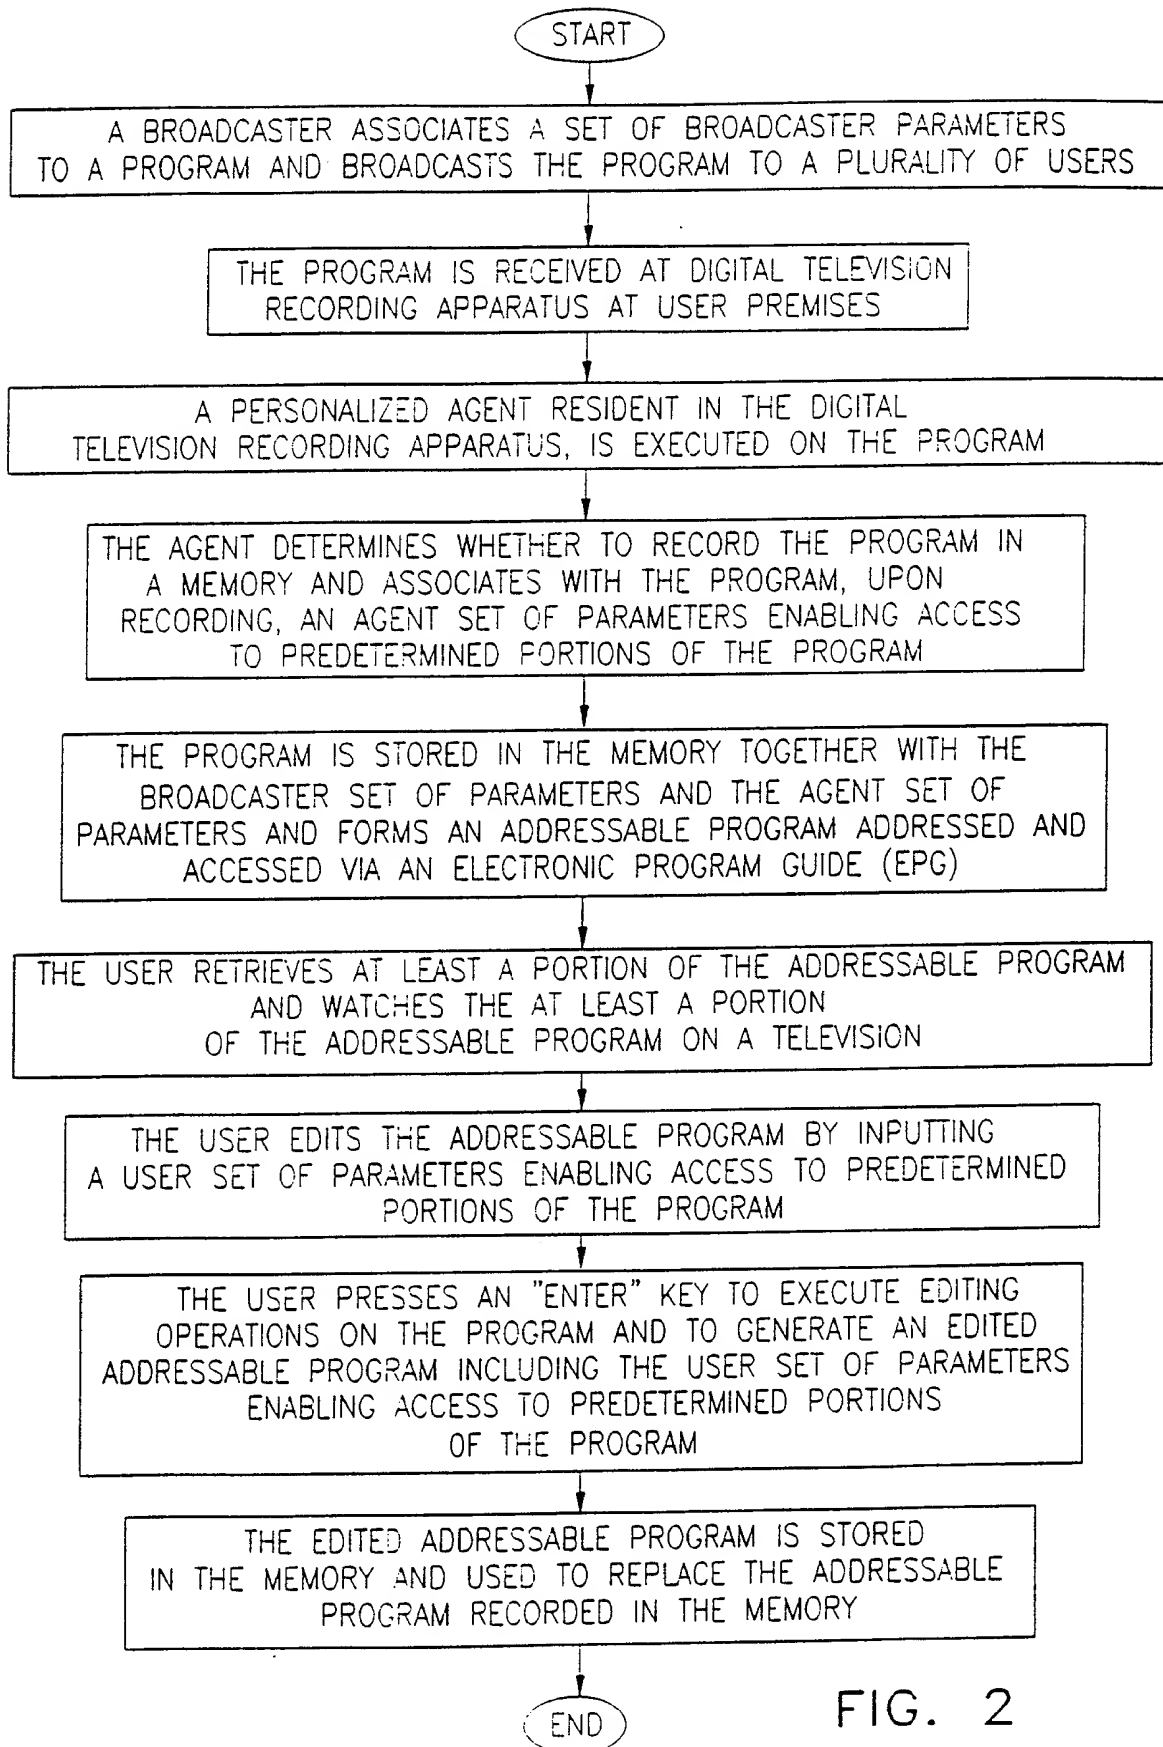 START
A BROADCASTER ASSOCIATES A SET OF BROADCASTER PARAMETERS
TO A PROGRAM AND BROADCASTS THE PROGRAM TO A PLURALITY OF USERS
THE PROGRAM IS RECEIVED AT DIGITAL TELEVISION
RECORDING APPARATUS AT USER PREMISES
A PERSONALIZED AGENT RESIDENT IN THE DIGITAL
TELEVISION RECORDING APPARATUS, IS EXECUTED ON THE PROGRAM
THE AGENT DETERMINES WHETHER TO RECORD THE PROGRAM IN
A MEMORY AND ASSOCIATES WITH THE PROGRAM, UPON
RECORDING, AN AGENT SET OF PARAMETERS ENABLING ACCESS
TO PREDETERMINED PORTIONS OF THE PROGRAM
THE PROGRAM IS STORED IN THE MEMORY TOGETHER WITH THE
BROADCASTER SET OF PARAMETERS AND THE AGENT SET OF
PARAMETERS AND FORMS AN ADDRESSABLE PROGRAM ADDRESSED AND
ACCESSED VIA AN ELECTRONIC PROGRAM GUIDE (EPG)
THE USER RETRIEVES AT LEAST A PORTION OF THE ADDRESSABLE PROGRAM
AND WATCHES THE AT LEAST A PORTION
OF THE ADDRESSABLE PROGRAM ON A TELEVISION
THE USER EDITS THE ADDRESSABLE PROGRAM BY INPUTTING
A USER SET OF PARAMETERS ENABLING ACCESS TO PREDETERMINED
PORTIONS OF THE PROGRAM
THE USER PRESSES AN "ENTER" KEY TO EXECUTE EDITING
OPERATIONS ON THE PROGRAM AND TO GENERATE AN EDITED
ADDRESSABLE PROGRAM INCLUDING THE USER SET OF PARAMETERS
ENABLING ACCESS TO PREDETERMINED PORTIONS
OF THE PROGRAM
THE EDITED ADDRESSABLE PROGRAM IS STORED
IN THE MEMORY AND USED TO REPLACE THE ADDRESSABLE
PROGRAM RECORDED IN THE MEMORY
END
FIG. 2